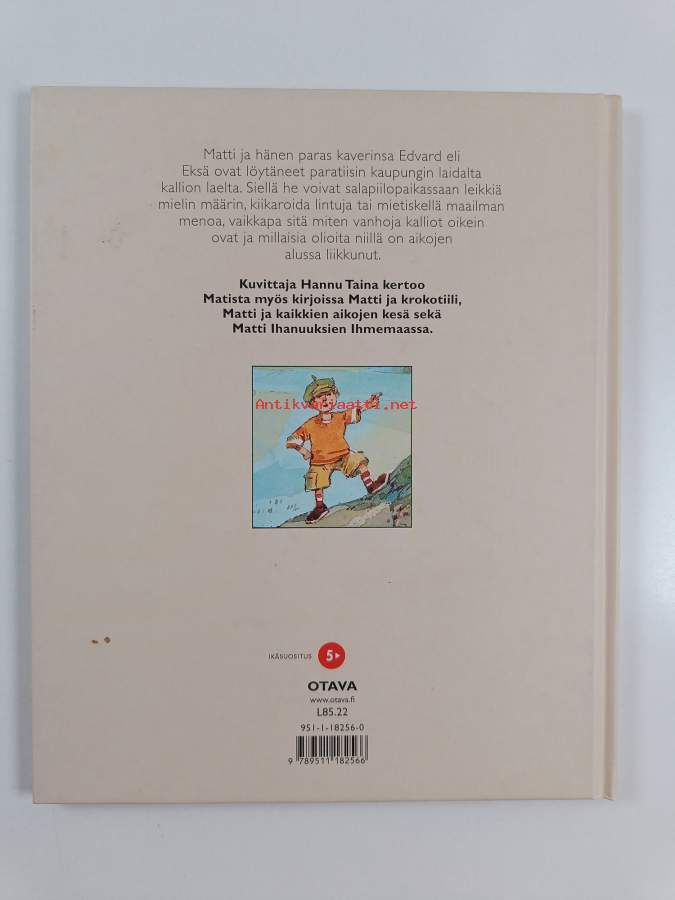 Matti ja hänen paras kaverinsa Edvard eli
Eksä ovat löytäneet paratiisin kaupungin laidalta
kallion laelta. Siellä he voivat salapiilopaikassaan leikkiä
mielin määrin, kiikaroida lintuja tai mietiskellä maailman
menoa, vaikkapa sitä miten vanhoja kalliot oikein
ovat ja millaisia olioita niillä on aikojen
alussa liikkunut.
Kuvittaja Hannu Taina kertoo
Matista myös kirjoissa Matti ja krokotiili,
Matti ja kaikkien aikojen kesä sekä
Matti Ihanuuksien Ihmemaassa.
Antikvariaatti.net
IKÄSUOSITUS 5
OTAVA
www.otava.fi
L85.22
951-1-18256-0
9 789511 182566